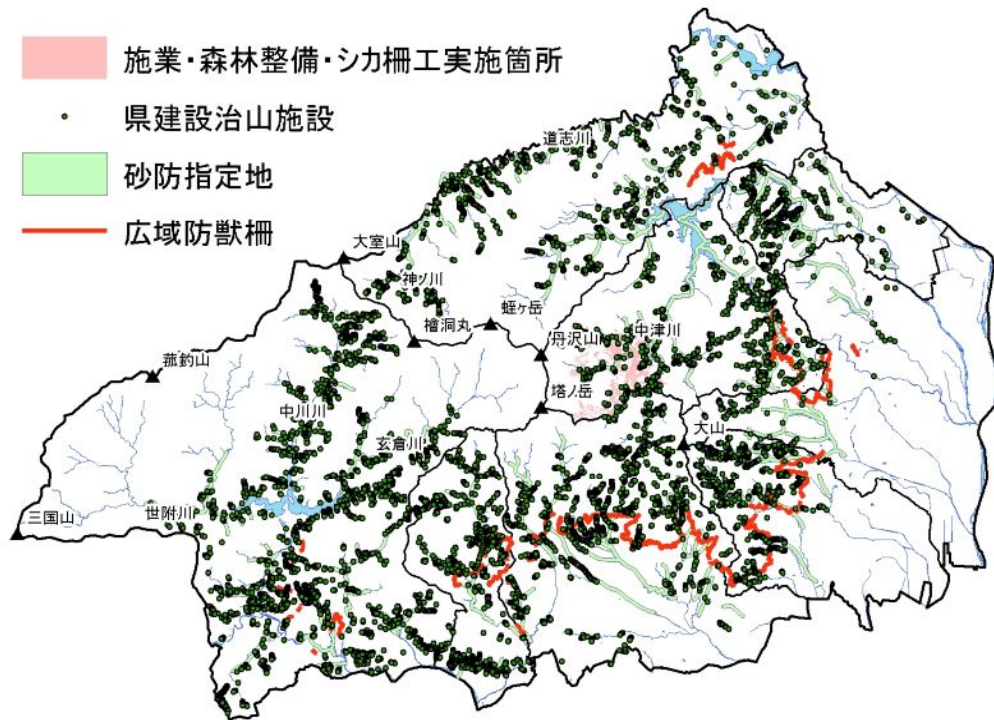 施業・森林整備・シカ柵工実施箇所
県建設治山施設
砂防指定地
広域防獣柵
道志川
大室山
神ノ川
蛭ヶ岳
檜洞丸
丹沢山
中津川
菰釣山
塔ノ岳
中川川
玄倉川
大山
三国山
世附川